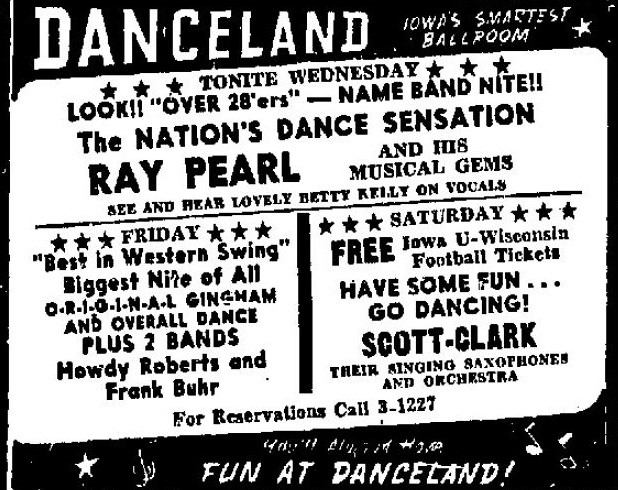 DANCELAND
IOWA'S SMARTEST
BALLROOM
TONITE WEDNESDAY
LOOK!! "OVER 28'ers" — NAME BAND NITE!!
The NATION'S DANCE SENSATION
RAY PEARL
AND HIS
MUSICAL GEMS
SEE AND HEAR LOVELY BETTY KELLY ON VOCALS
FRIDAY
"Best in Western Swing"
Biggest Nite of All
O-R-I-G-I-N-A-L GINGHAM
AND OVERALL DANCE
PLUS 2 BANDS
Howdy Roberts and
Frank Buhr
SATURDAY
FREE Iowa U-Wisconsin
Football Tickets
HAVE SOME FUN . . .
GO DANCING!
SCOTT-CLARK
THEIR SINGING SAXOPHONES
AND ORCHESTRA
For Reservations Call 3-1227
You'll Always Have
FUN AT DANCELAND!